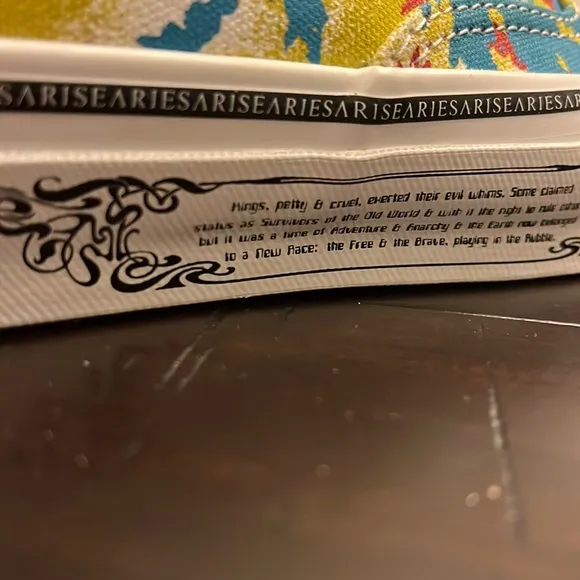 SARISEARIESARISEARIESARISEARIESARISEARIESAR
Kings, petty & cruel, exerted their evil whims. Some claimed
status as Survivors of the Old World & with it the right to rule
but it was a time of Adventure & Anarchy & the Earth now belonged
to a New Race: the Free & the Brave, playing in the Rubble.